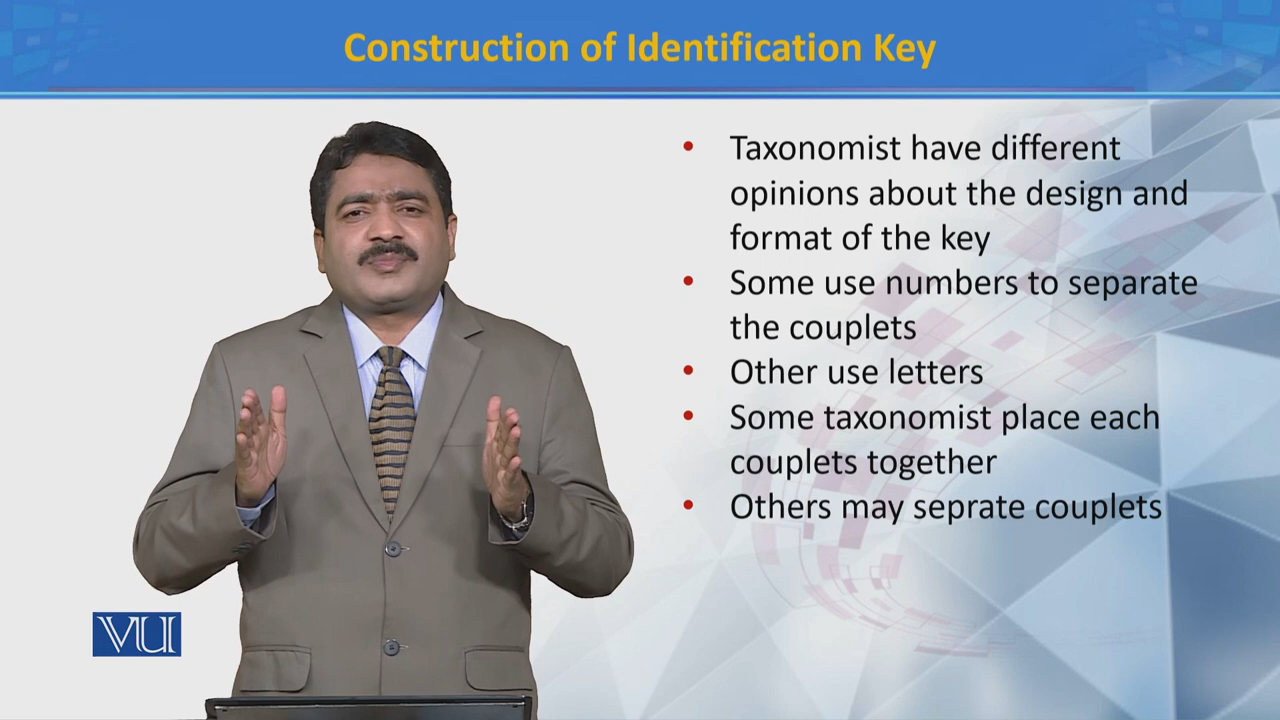 Construction of Identification Key
• Taxonomist have different
opinions about the design and
format of the key
• Some use numbers to separate
the couplets
• Other use letters
• Some taxonomist place each
couplets together
• Others may seprate couplets
VU